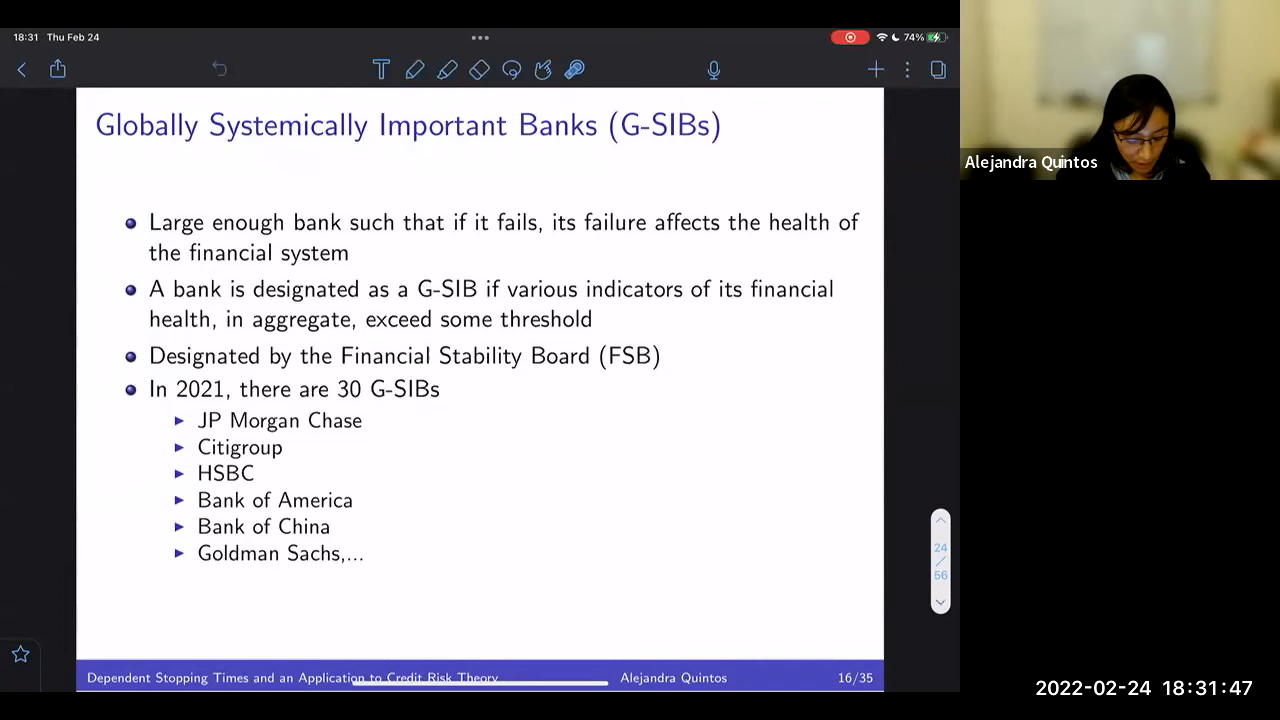 18:31 Thu Feb 24
74%
Globally Systemically Important Banks (G-SIBs)
Alejandra Quintos
Large enough bank such that if it fails, its failure affects the health of
the financial system
A bank is designated as a G-SIB if various indicators of its financial
health, in aggregate, exceed some threshold
Designated by the Financial Stability Board (FSB)
In 2021, there are 30 G-SIBs
JP Morgan Chase
Citigroup
HSBC
Bank of America
Bank of China
Goldman Sachs,...
24
/
56
Dependent Stopping Times and an Application to Credit Risk Theory Alejandra Quintos 16/35
2022-02-24 18:31:47